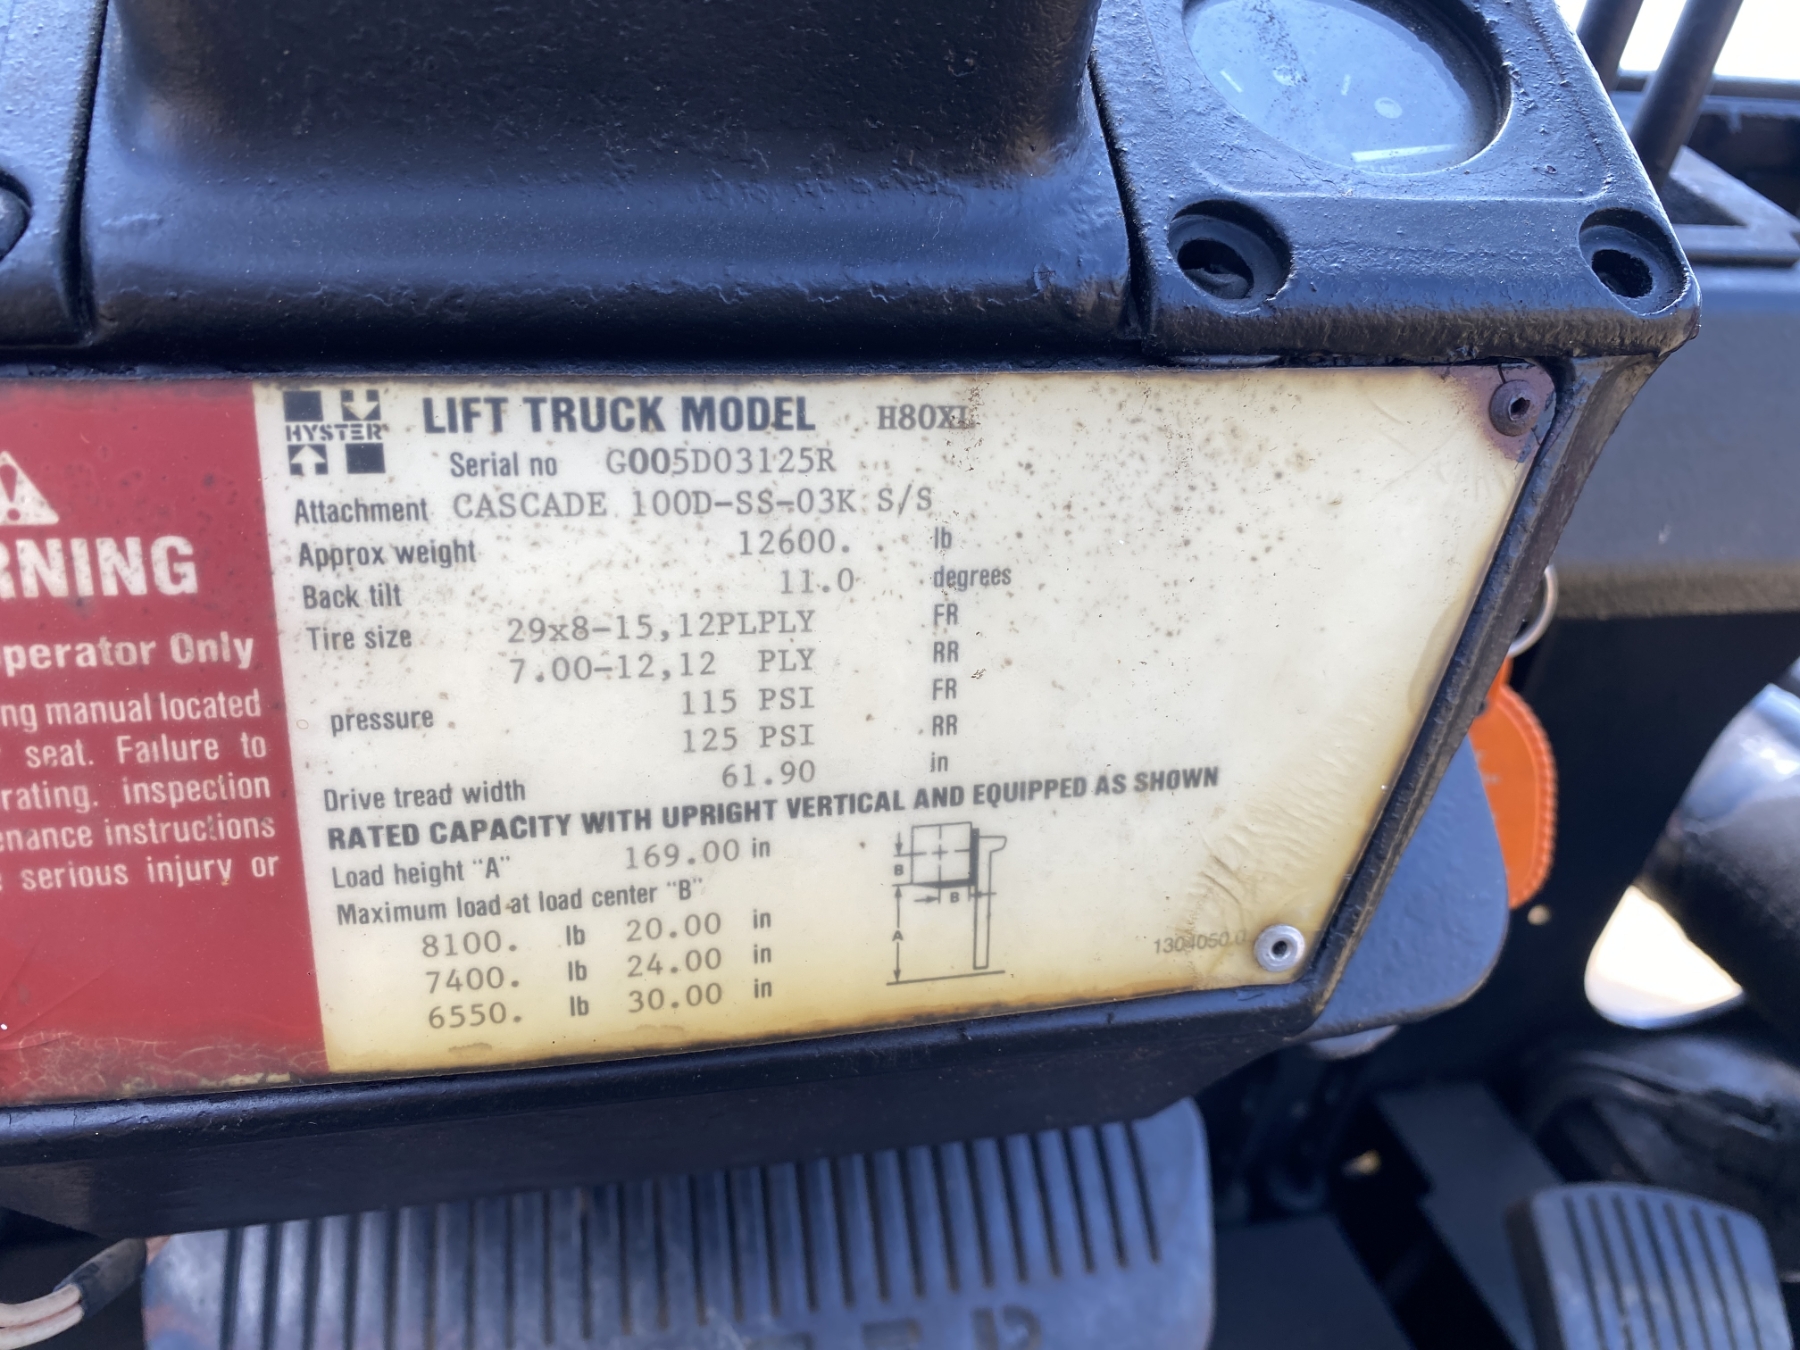 RNING
perator Only
ng manual located
seat. Failure to
rating. inspection
enance instructions
serious injury or
HYSTER
LIFT TRUCK MODEL H80XL
Serial no G005D03125R
Attachment CASCADE 100D-SS-03K S/S
Approx weight 12600. lb
Back tilt 11.0 degrees
Tire size 29x8-15,12PLPLY FR
7.00-12,12 PLY RR
pressure 115 PSI FR
125 PSI RR
Drive tread width 61.90 in
RATED CAPACITY WITH UPRIGHT VERTICAL AND EQUIPPED AS SHOWN
Load height "A" 169.00 in
Maximum load at load center "B"
8100. lb 20.00 in
7400. lb 24.00 in
6550. lb 30.00 in
B
B
A